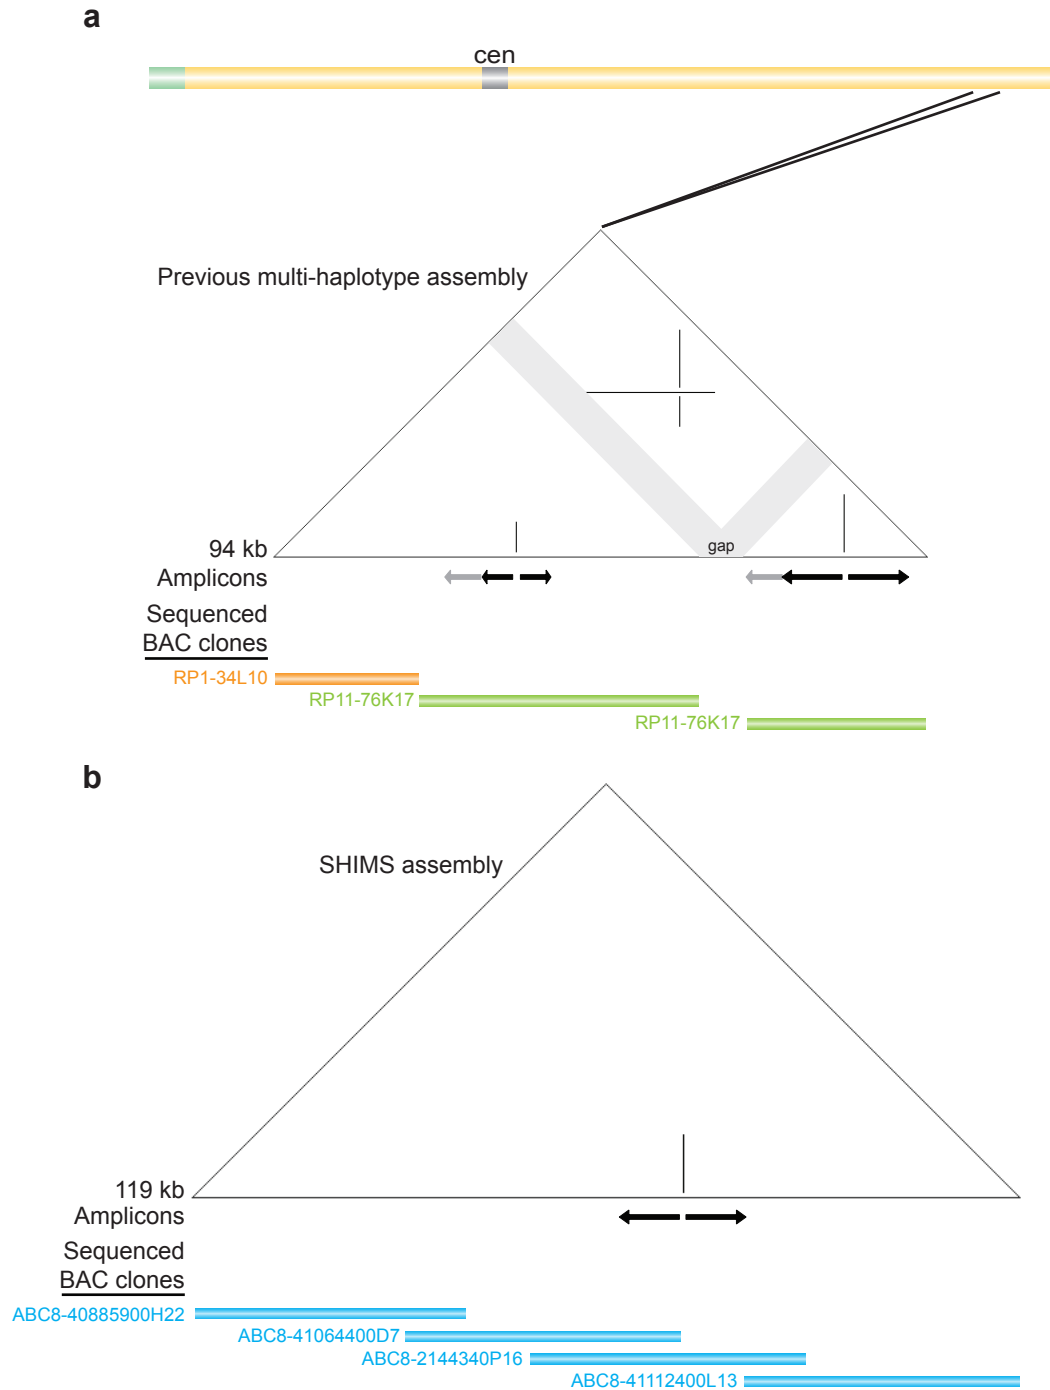 a
cen
Previous multi-haplotype assembly
gap
94 kb
Amplicons
Sequenced
BAC clones
RP1-34L10
RP11-76K17
RP11-76K17
b
SHIMS assembly
119 kb
Amplicons
Sequenced
BAC clones
ABC8-40885900H22
ABC8-41064400D7
ABC8-2144340P16
ABC8-41112400L13